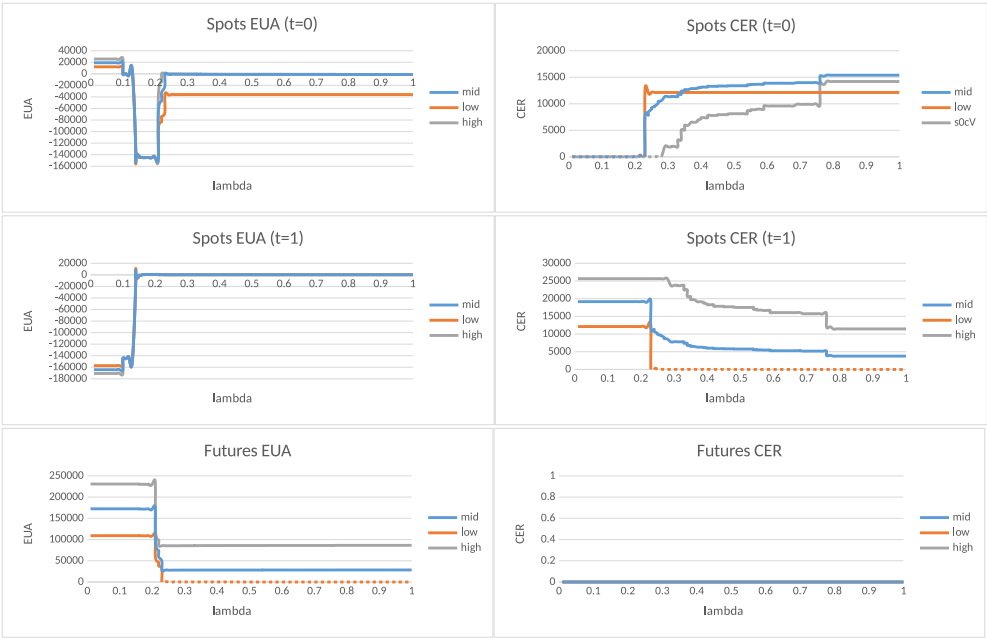 Spots EUA (t=0)
EUA
40000
20000
0
-20000
-40000
-60000
-80000
-100000
-120000
-140000
-160000
0 0.1 0.2 0.3 0.4 0.5 0.6 0.7 0.8 0.9 1
lambda
mid
low
high
Spots CER (t=0)
CER
20000
15000
10000
5000
0
0 0.1 0.2 0.3 0.4 0.5 0.6 0.7 0.8 0.9 1
lambda
mid
low
s0cV
Spots EUA (t=1)
EUA
20000
0
-20000
-40000
-60000
-80000
-100000
-120000
-140000
-160000
-180000
0 0.1 0.2 0.3 0.4 0.5 0.6 0.7 0.8 0.9 1
lambda
mid
low
high
Spots CER (t=1)
CER
30000
25000
20000
15000
10000
5000
0
0 0.1 0.2 0.3 0.4 0.5 0.6 0.7 0.8 0.9 1
lambda
mid
low
high
Futures EUA
EUA
250000
200000
150000
100000
50000
0
0 0.1 0.2 0.3 0.4 0.5 0.6 0.7 0.8 0.9 1
lambda
mid
low
high
Futures CER
CER
1
0.8
0.6
0.4
0.2
0
0 0.1 0.2 0.3 0.4 0.5 0.6 0.7 0.8 0.9 1
lambda
mid
low
high